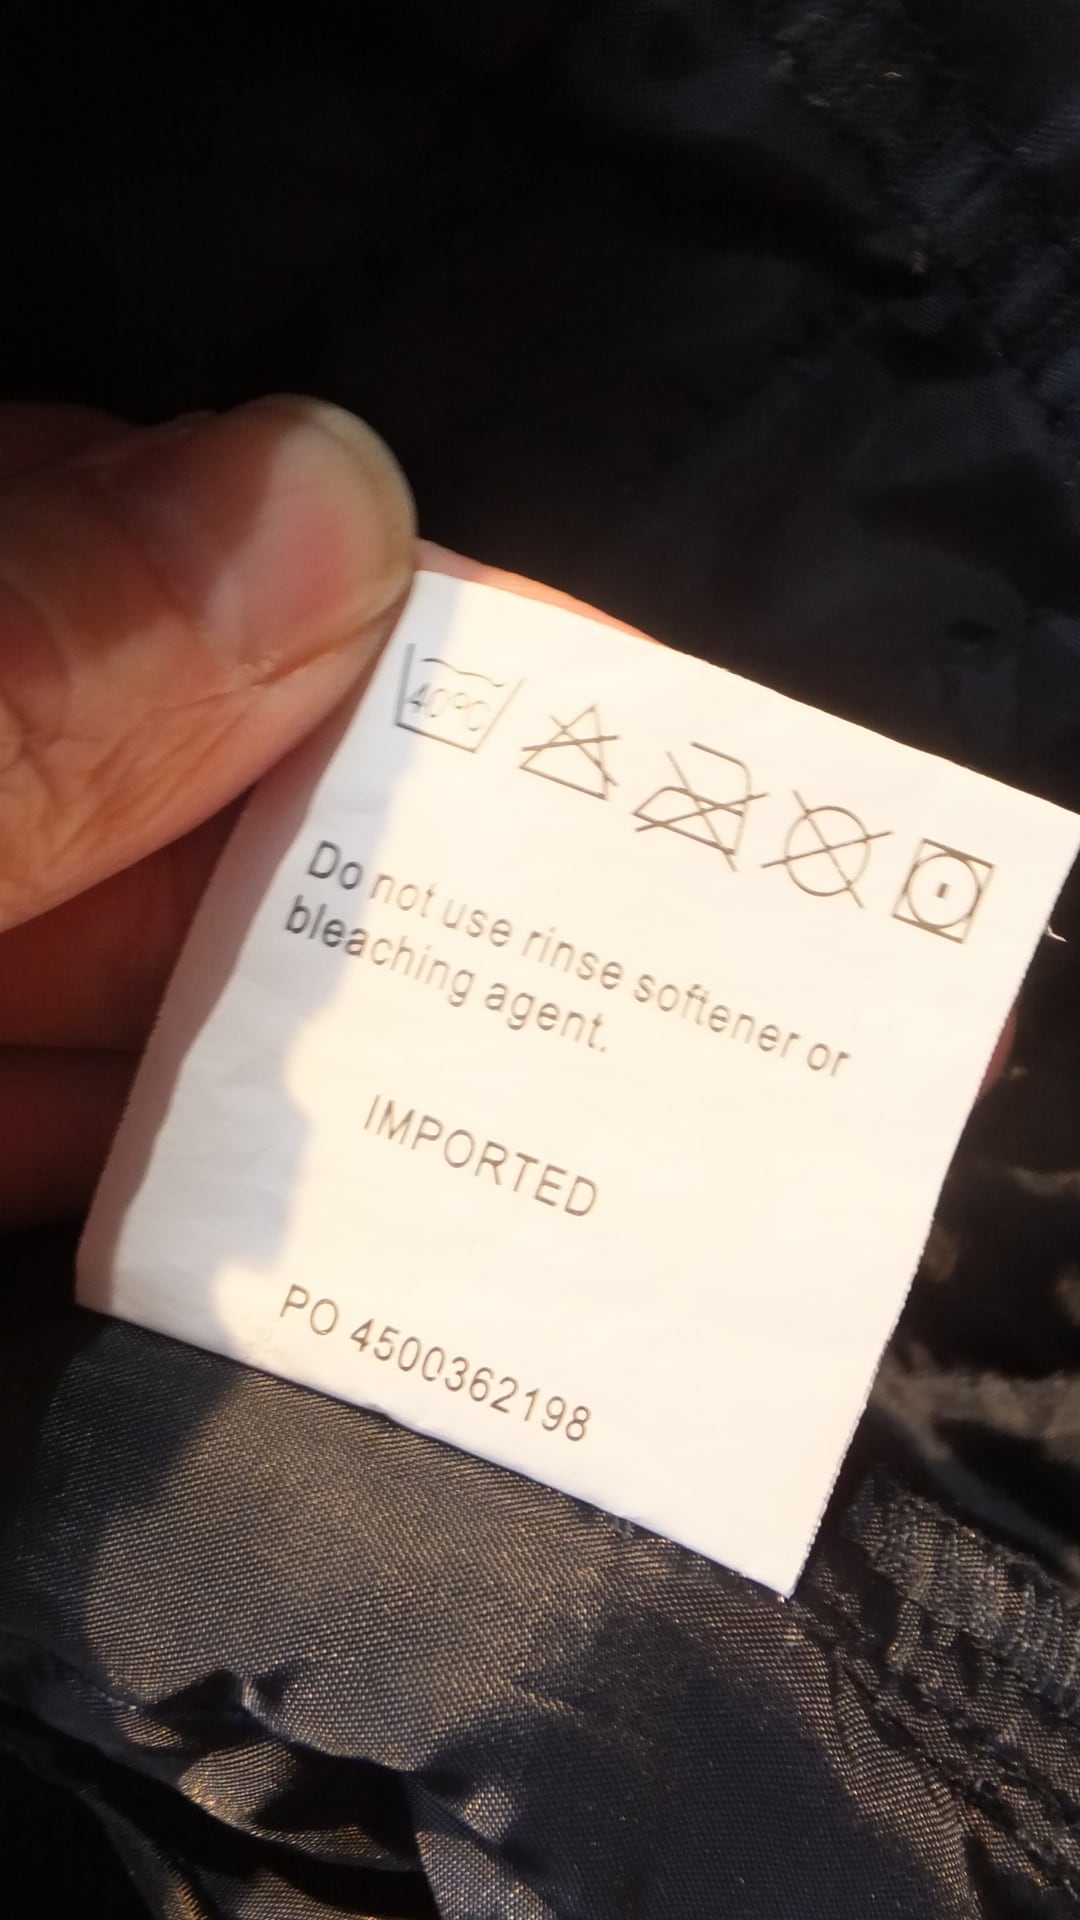 40°C
Do not use rinse softener or
bleaching agent.
IMPORTED
PO 4500362198